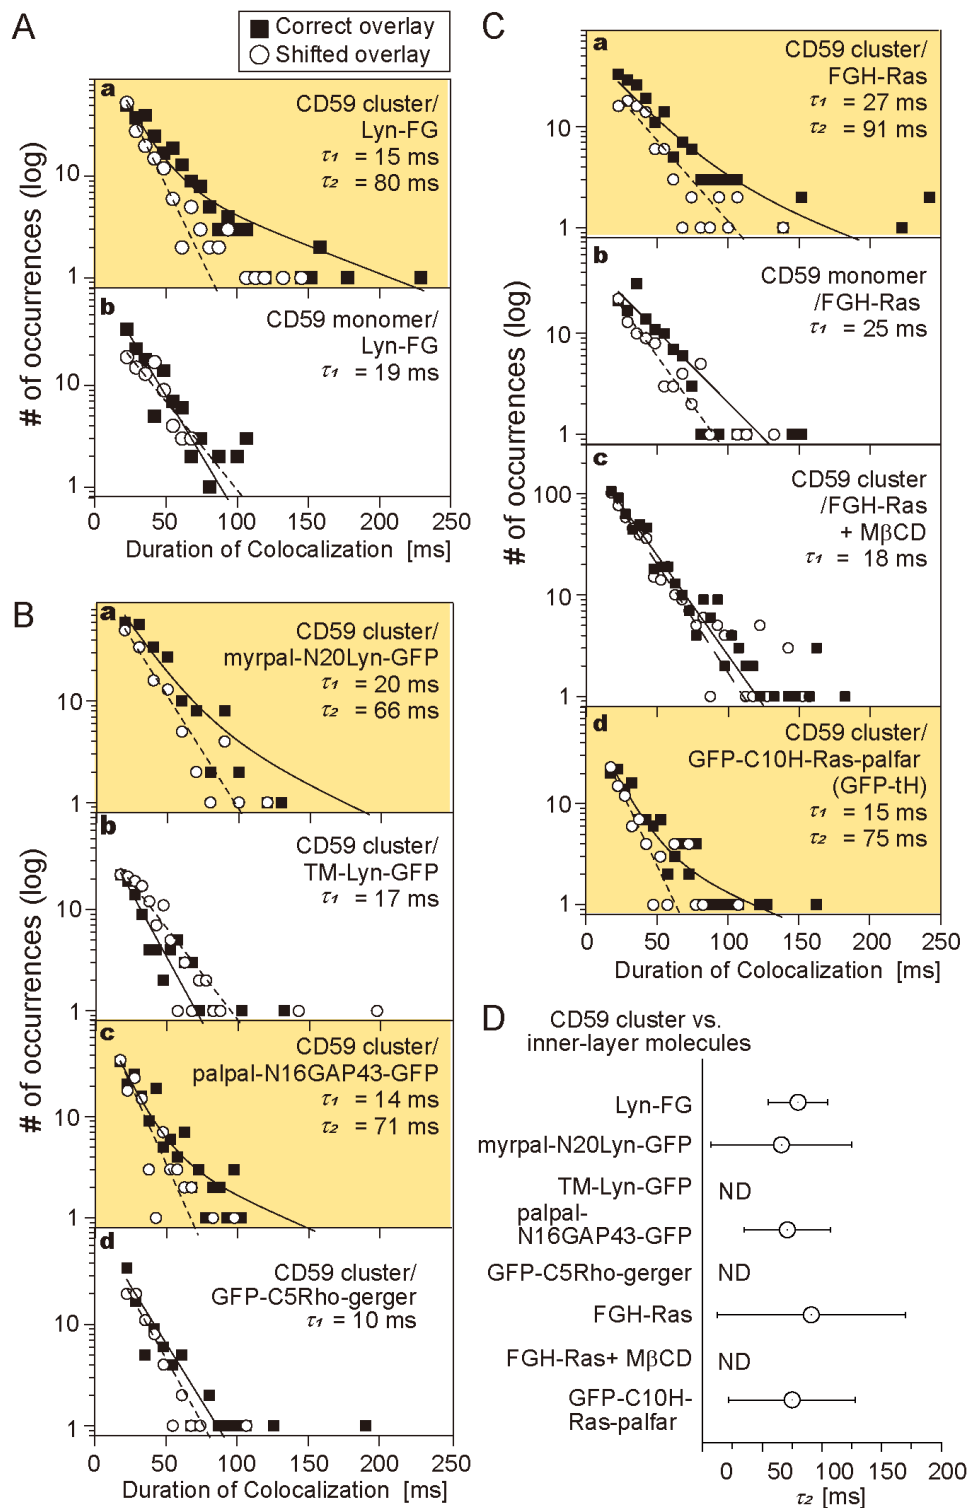 A
Correct overlay
Shifted overlay
a
CD59 cluster/
Lyn-FG
τ1 = 15 ms
τ2 = 80 ms
10
1
b
CD59 monomer/
Lyn-FG
τ1 = 19 ms
10
1
# of occurrences (log)
0 50 100 150 200 250
Duration of Colocalization [ms]
B
a
CD59 cluster/
myrpal-N20Lyn-GFP
τ1 = 20 ms
τ2 = 66 ms
10
1
b
CD59 cluster/
TM-Lyn-GFP
τ1 = 17 ms
10
1
c
CD59 cluster/
palpal-N16GAP43-GFP
τ1 = 14 ms
τ2 = 71 ms
10
1
d
CD59 cluster/
GFP-C5Rho-gerger
τ1 = 10 ms
10
1
# of occurrences (log)
0 50 100 150 200 250
Duration of Colocalization [ms]
C
a
CD59 cluster/
FGH-Ras
τ1 = 27 ms
τ2 = 91 ms
10
1
b
CD59 monomer
/FGH-Ras
τ1 = 25 ms
10
1
c
CD59 cluster
/FGH-Ras
+ MβCD
τ1 = 18 ms
100
10
1
d
CD59 cluster/
GFP-C10H-Ras-palfar
(GFP-tH)
τ1 = 15 ms
τ2 = 75 ms
10
1
# of occurrences (log)
0 50 100 150 200 250
Duration of Colocalization [ms]
D
CD59 cluster vs.
inner-layer molecules
Lyn-FG
myrpal-N20Lyn-GFP
TM-Lyn-GFP ND
palpal-
N16GAP43-GFP
GFP-C5Rho-gerger ND
FGH-Ras
FGH-Ras+ MβCD ND
GFP-C10H-
Ras-palfar
0 50 100 150 200
τ2 [ms]